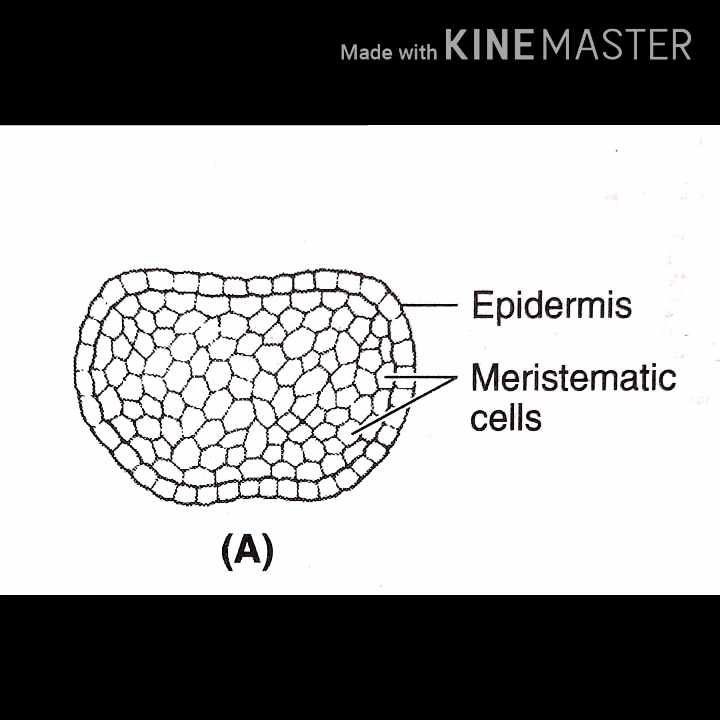 Made with KINEMASTER
Epidermis
Meristematic
cells
(A)